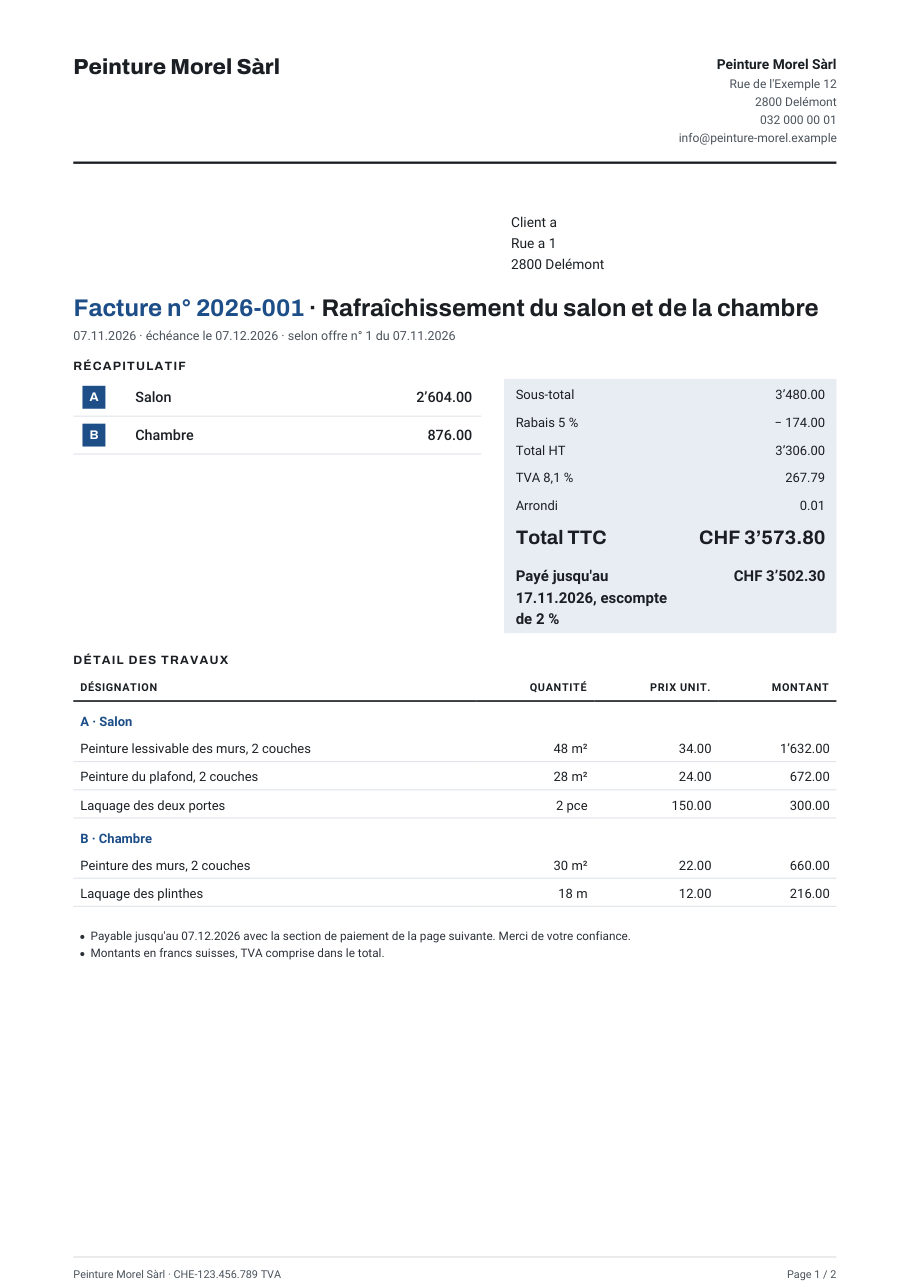 Peinture Morel Sàrl
Peinture Morel Sàrl
Rue de l'Exemple 12
2800 Delémont
032 000 00 01
info@peinture-morel.example
Client a
Rue a 1
2800 Delémont
Facture n° 2026-001 · Rafraîchissement du salon et de la chambre
07.11.2026 · échéance le 07.12.2026 · selon offre n° 1 du 07.11.2026
RÉCAPITULATIF
A Salon 2’604.00
B Chambre 876.00
Sous-total 3’480.00
Rabais 5 % − 174.00
Total HT 3’306.00
TVA 8,1 % 267.79
Arrondi 0.01
Total TTC CHF 3’573.80
Payé jusqu'au CHF 3’502.30
17.11.2026, escompte
de 2 %
DÉTAIL DES TRAVAUX
DÉSIGNATION QUANTITÉ PRIX UNIT. MONTANT
A · Salon
Peinture lessivable des murs, 2 couches 48 m² 34.00 1’632.00
Peinture du plafond, 2 couches 28 m² 24.00 672.00
Laquage des deux portes 2 pce 150.00 300.00
B · Chambre
Peinture des murs, 2 couches 30 m² 22.00 660.00
Laquage des plinthes 18 m 12.00 216.00
• Payable jusqu'au 07.12.2026 avec la section de paiement de la page suivante. Merci de votre confiance.
• Montants en francs suisses, TVA comprise dans le total.
Peinture Morel Sàrl · CHE-123.456.789 TVA Page 1 / 2